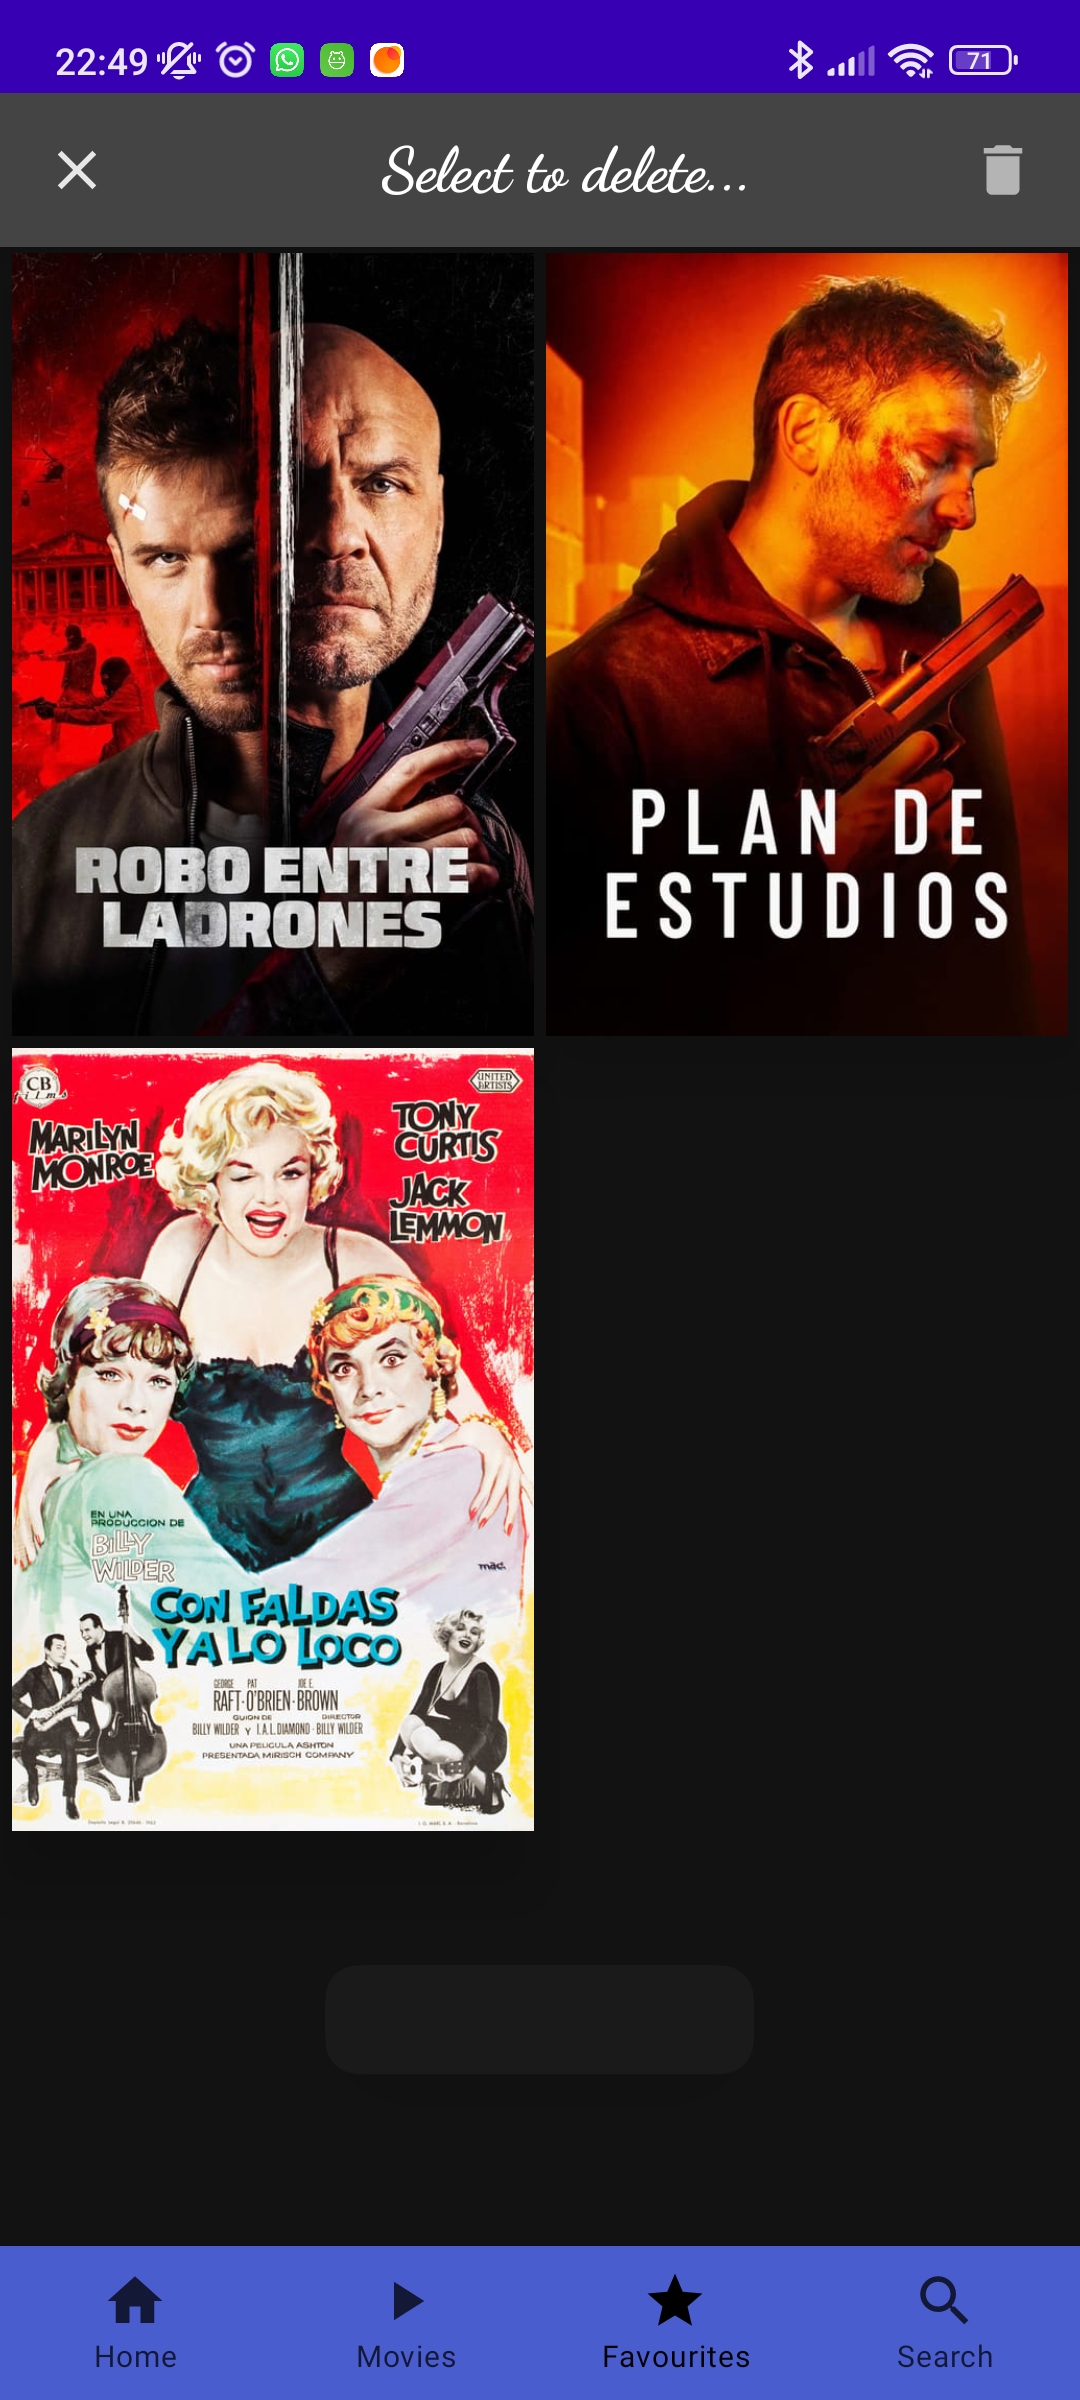 22:49
71
Select to delete...
ROBO ENTRE
LADRONES
PLAN DE
ESTUDIOS
CB
films
UNITED
ARTISTS
MARILYN
MONROE
TONY
CURTIS
JACK
LEMMON
EN UNA
PRODUCCION DE
BILLY
WILDER
mac.
CON FALDAS
Y A LO LOCO
GEORGE PAT JOE E.
RAFT · O'BRIEN · BROWN
GUION DE DIRECTOR
BILLY WILDER Y I.A.L. DIAMOND · BILLY WILDER
UNA PELICULA ASHTON
PRESENTADA MIRISCH COMPANY
Home
Movies
Favourites
Search